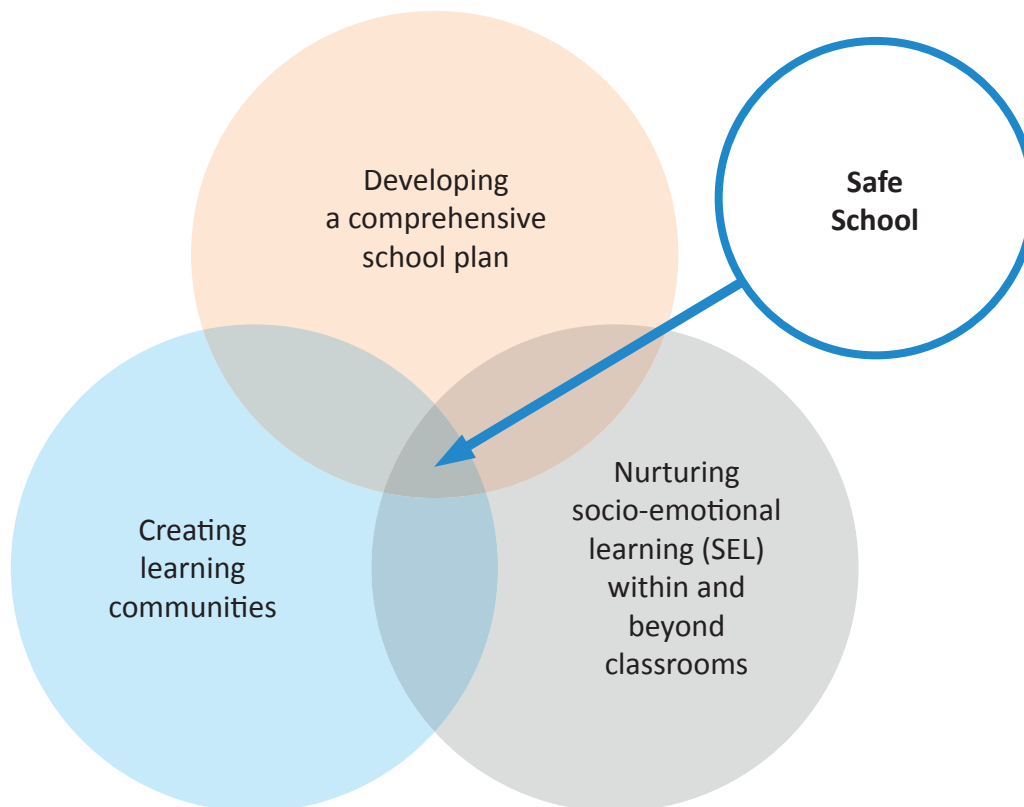 Developing
a comprehensive
school plan
Safe
School
Creating
learning
communities
Nurturing
socio-emotional
learning (SEL)
within and
beyond
classrooms